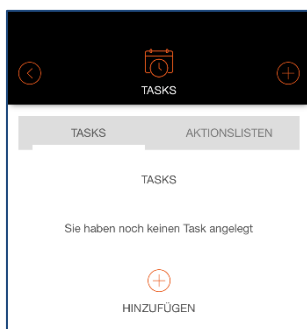 TASKS
TASKS AKTIONSLISTEN
TASKS
Sie haben noch keinen Task angelegt
HINZUFÜGEN